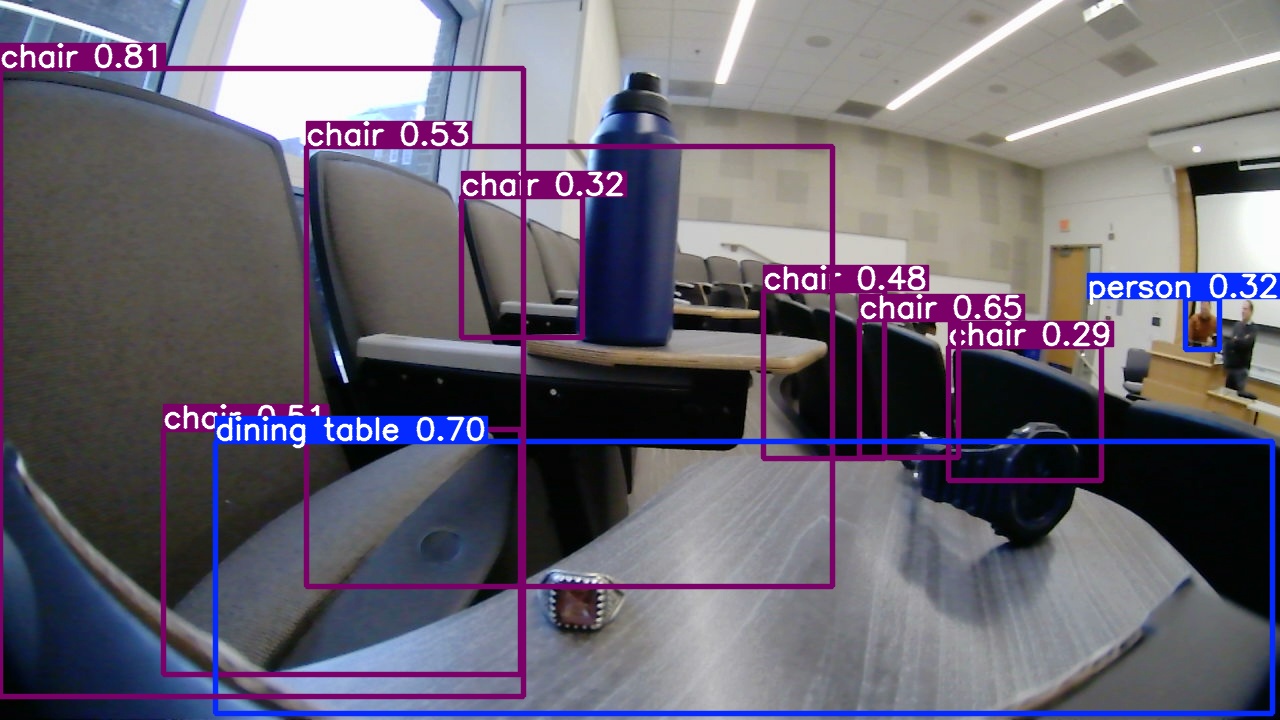 chair 0.81
chair 0.53
chair 0.32
chair 0.48
person 0.32
chair 0.65
chair 0.29
chair 0.51
dining table 0.70